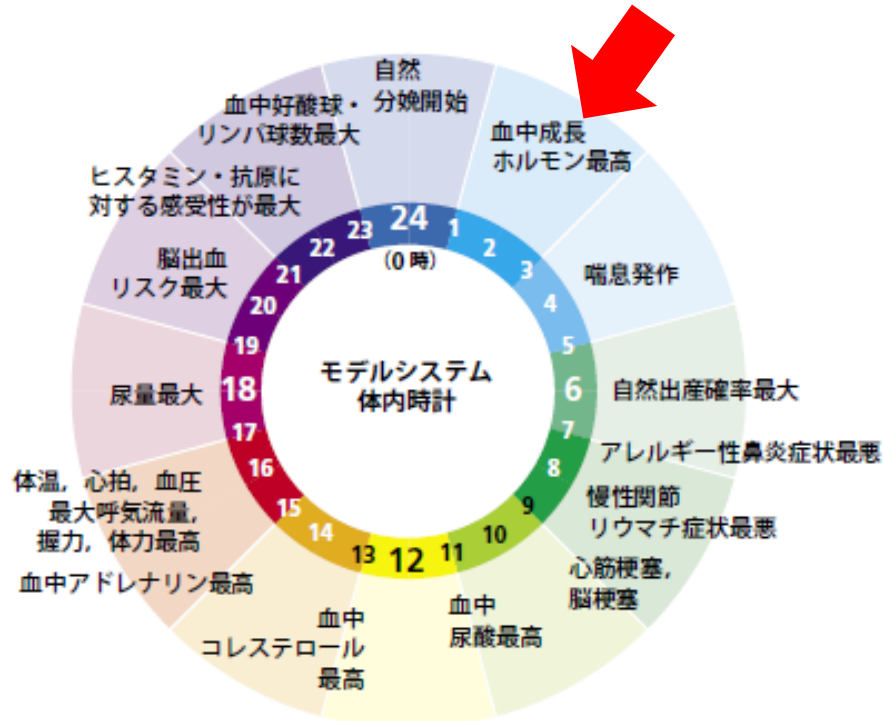 自然
分娩開始
血中成長
ホルモン最高
喘息発作
自然出産確率最大
アレルギー性鼻炎症状最悪
慢性関節
リウマチ症状最悪
心筋梗塞,
脳梗塞
血中
尿酸最高
血中
コレステロール
最高
血中アドレナリン最高
体温, 心拍, 血圧
最大呼気流量,
握力, 体力最高
尿量最大
脳出血
リスク最大
ヒスタミン・抗原に
対する感受性が最大
血中好酸球・
リンパ球数最大
24
(0 時)
1
2
3
4
5
6
7
8
9
10
11
12
13
14
15
16
17
18
19
20
21
22
23
モデルシステム
体内時計